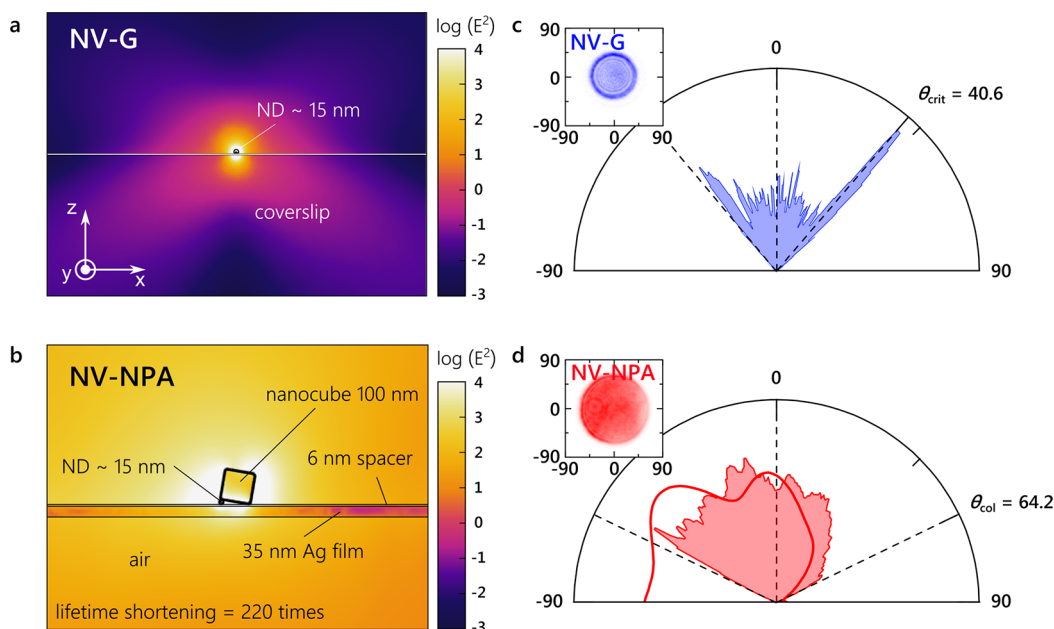 a
NV-G
ND ~ 15 nm
coverslip
z
y
x
log (E²)
4
3
2
1
0
-1
-2
-3
c
NV-G
90
0
-90
-90
0
90
0
θcrit = 40.6
-90
90
b
NV-NPA
nanocube 100 nm
ND ~ 15 nm
6 nm spacer
35 nm Ag film
air
lifetime shortening = 220 times
log (E²)
4
3
2
1
0
-1
-2
-3
d
NV-NPA
90
0
-90
-90
0
90
0
θcol = 64.2
-90
90